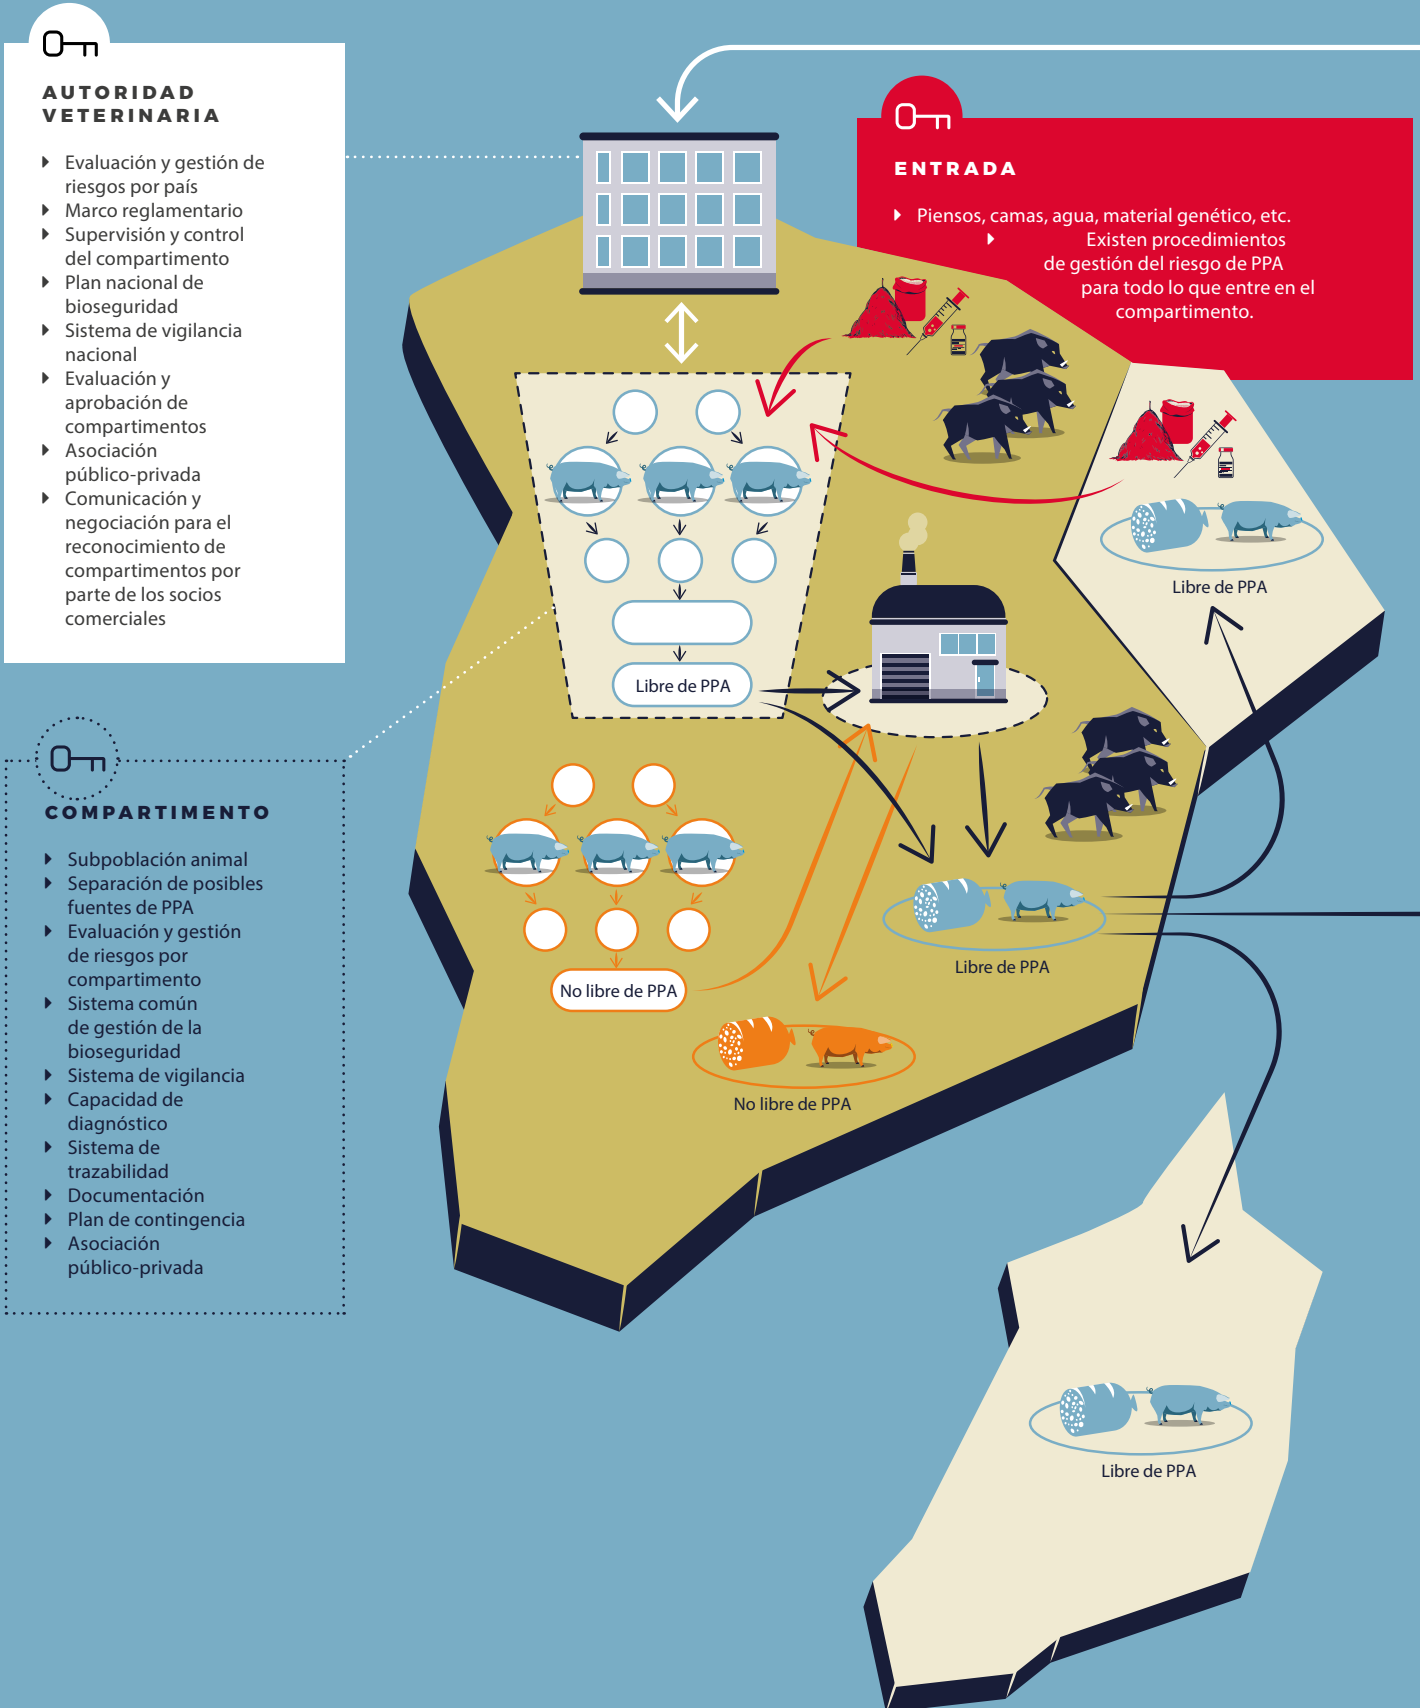 AUTORIDAD
VETERINARIA
Evaluación y gestión de
riesgos por país
Marco reglamentario
Supervisión y control
del compartimento
Plan nacional de
bioseguridad
Sistema de vigilancia
nacional
Evaluación y
aprobación de
compartimentos
Asociación
público-privada
Comunicación y
negociación para el
reconocimiento de
compartimentos por
parte de los socios
comerciales
ENTRADA
Piensos, camas, agua, material genético, etc.
Existen procedimientos
de gestión del riesgo de PPA
para todo lo que entre en el
compartimento.
Libre de PPA
Libre de PPA
COMPARTIMENTO
Subpoblación animal
Separación de posibles
fuentes de PPA
Evaluación y gestión
de riesgos por
compartimento
Sistema común
de gestión de la
bioseguridad
Sistema de vigilancia
Capacidad de
diagnóstico
Sistema de
trazabilidad
Documentación
Plan de contingencia
Asociación
público-privada
Libre de PPA
No libre de PPA
No libre de PPA
Libre de PPA